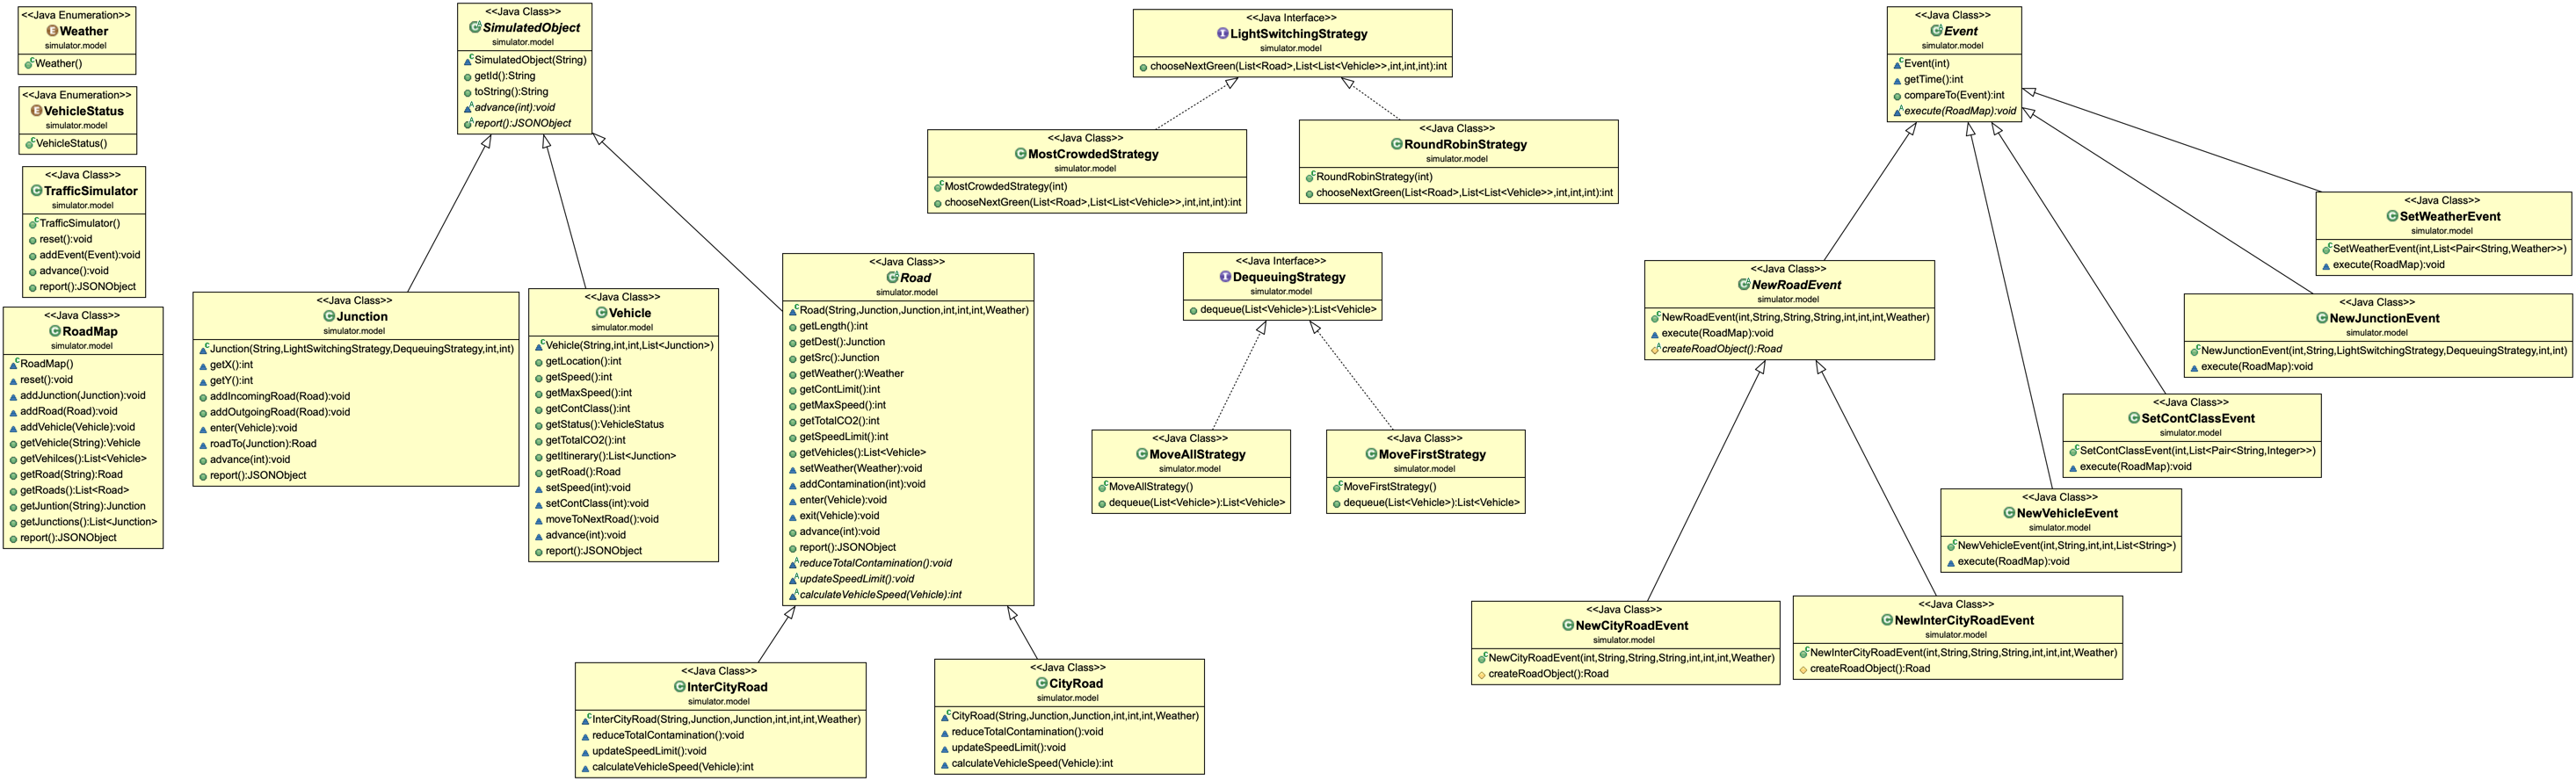 <<Java Enumeration>>
Weather
simulator.model
Weather()
<<Java Enumeration>>
VehicleStatus
simulator.model
VehicleStatus()
<<Java Class>>
TrafficSimulator
simulator.model
TrafficSimulator()
reset():void
addEvent(Event):void
advance():void
report():JSONObject
<<Java Class>>
RoadMap
simulator.model
RoadMap()
reset():void
addJunction(Junction):void
addRoad(Road):void
addVehicle(Vehicle):void
getVehicle(String):Vehicle
getVehilces():List<Vehicle>
getRoad(String):Road
getRoads():List<Road>
getJuntion(String):Junction
getJunctions():List<Junction>
report():JSONObject
<<Java Class>>
SimulatedObject
simulator.model
SimulatedObject(String)
getId():String
toString():String
advance(int):void
report():JSONObject
<<Java Class>>
Junction
simulator.model
Junction(String,LightSwitchingStrategy,DequeuingStrategy,int,int)
getX():int
getY():int
addIncomingRoad(Road):void
addOutgoingRoad(Road):void
enter(Vehicle):void
roadTo(Junction):Road
advance(int):void
report():JSONObject
<<Java Class>>
Vehicle
simulator.model
Vehicle(String,int,int,List<Junction>)
getLocation():int
getSpeed():int
getMaxSpeed():int
getContClass():int
getStatus():VehicleStatus
getTotalCO2():int
getItinerary():List<Junction>
getRoad():Road
setSpeed(int):void
setContClass(int):void
moveToNextRoad():void
advance(int):void
report():JSONObject
<<Java Class>>
Road
simulator.model
Road(String,Junction,Junction,int,int,int,Weather)
getLength():int
getDest():Junction
getSrc():Junction
getWeather():Weather
getContLimit():int
getMaxSpeed():int
getTotalCO2():int
getSpeedLimit():int
getVehicles():List<Vehicle>
setWeather(Weather):void
addContamination(int):void
enter(Vehicle):void
exit(Vehicle):void
advance(int):void
report():JSONObject
reduceTotalContamination():void
updateSpeedLimit():void
calculateVehicleSpeed(Vehicle):int
<<Java Class>>
InterCityRoad
simulator.model
InterCityRoad(String,Junction,Junction,int,int,int,Weather)
reduceTotalContamination():void
updateSpeedLimit():void
calculateVehicleSpeed(Vehicle):int
<<Java Class>>
CityRoad
simulator.model
CityRoad(String,Junction,Junction,int,int,int,Weather)
reduceTotalContamination():void
updateSpeedLimit():void
calculateVehicleSpeed(Vehicle):int
<<Java Interface>>
LightSwitchingStrategy
simulator.model
chooseNextGreen(List<Road>,List<List<Vehicle>>,int,int,int):int
<<Java Class>>
MostCrowdedStrategy
simulator.model
MostCrowdedStrategy(int)
chooseNextGreen(List<Road>,List<List<Vehicle>>,int,int,int):int
<<Java Class>>
RoundRobinStrategy
simulator.model
RoundRobinStrategy(int)
chooseNextGreen(List<Road>,List<List<Vehicle>>,int,int,int):int
<<Java Interface>>
DequeuingStrategy
simulator.model
dequeue(List<Vehicle>):List<Vehicle>
<<Java Class>>
MoveAllStrategy
simulator.model
MoveAllStrategy()
dequeue(List<Vehicle>):List<Vehicle>
<<Java Class>>
MoveFirstStrategy
simulator.model
MoveFirstStrategy()
dequeue(List<Vehicle>):List<Vehicle>
<<Java Class>>
Event
simulator.model
Event(int)
getTime():int
compareTo(Event):int
execute(RoadMap):void
<<Java Class>>
NewRoadEvent
simulator.model
NewRoadEvent(int,String,String,String,int,int,int,Weather)
execute(RoadMap):void
createRoadObject():Road
<<Java Class>>
NewCityRoadEvent
simulator.model
NewCityRoadEvent(int,String,String,String,int,int,int,Weather)
createRoadObject():Road
<<Java Class>>
NewInterCityRoadEvent
simulator.model
NewInterCityRoadEvent(int,String,String,String,int,int,int,Weather)
createRoadObject():Road
<<Java Class>>
SetWeatherEvent
simulator.model
SetWeatherEvent(int,List<Pair<String,Weather>>)
execute(RoadMap):void
<<Java Class>>
NewJunctionEvent
simulator.model
NewJunctionEvent(int,String,LightSwitchingStrategy,DequeuingStrategy,int,int)
execute(RoadMap):void
<<Java Class>>
SetContClassEvent
simulator.model
SetContClassEvent(int,List<Pair<String,Integer>>)
execute(RoadMap):void
<<Java Class>>
NewVehicleEvent
simulator.model
NewVehicleEvent(int,String,int,int,List<String>)
execute(RoadMap):void